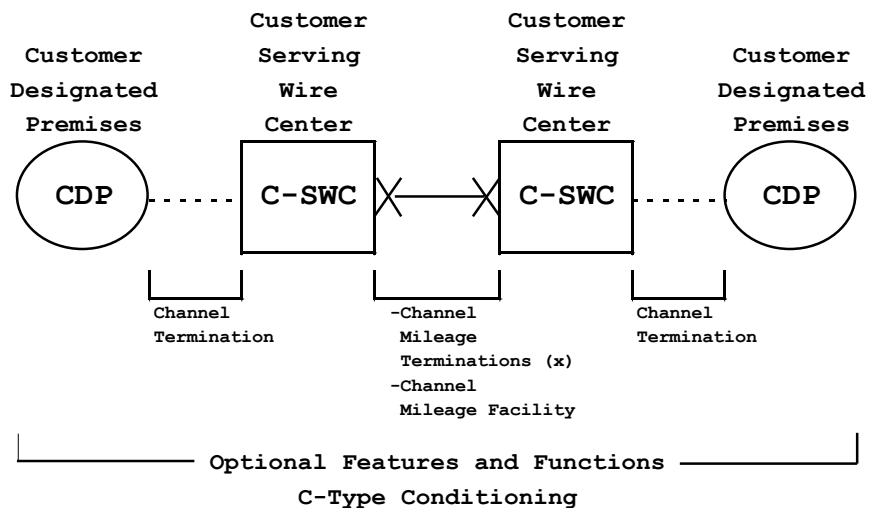 Customer
Serving
Wire
Center
Customer
Serving
Wire
Center
Customer
Designated
Premises
Customer
Designated
Premises
CDP
C-SWC
C-SWC
CDP
Channel
Termination
-Channel
Mileage
Terminations (x)
-Channel
Mileage Facility
Channel
Termination
Optional Features and Functions
C-Type Conditioning